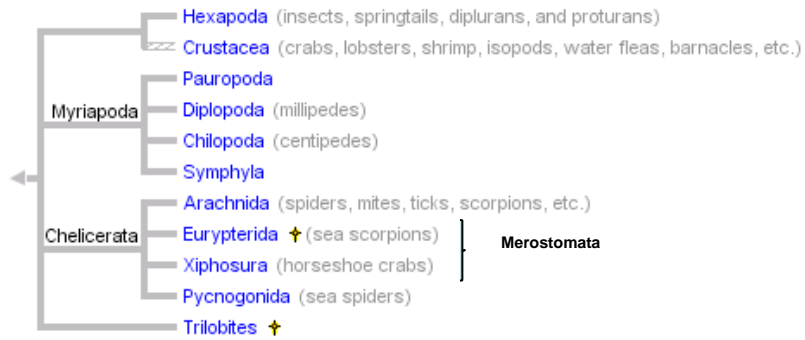 Hexapoda (insects, springtails, diplurans, and proturans)
Crustacea (crabs, lobsters, shrimp, isopods, water fleas, barnacles, etc.)
Pauropoda
Myriapoda
Diplopoda (millipedes)
Chilopoda (centipedes)
Symphyla
Arachnida (spiders, mites, ticks, scorpions, etc.)
Chelicerata
Eurypterida † (sea scorpions)
Merostomata
Xiphosura (horseshoe crabs)
Pycnogonida (sea spiders)
Trilobites †